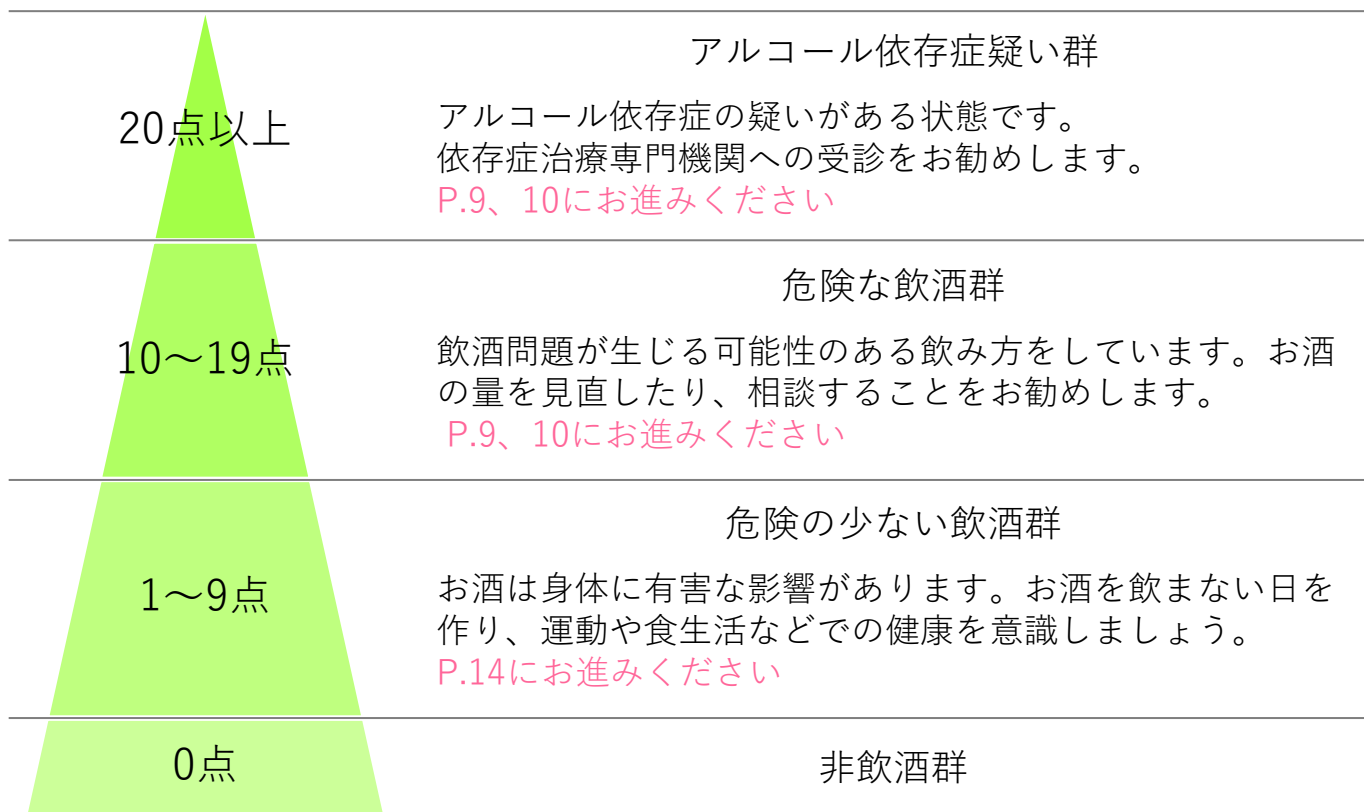 アルコール依存症疑い群
20点以上
アルコール依存症の疑いがある状態です。
依存症治療専門機関への受診をお勧めします。
P.9、10にお進みください
危険な飲酒群
10～19点
飲酒問題が生じる可能性のある飲み方をしています。お酒
の量を見直したり、相談することをお勧めします。
P.9、10にお進みください
危険の少ない飲酒群
1～9点
お酒は身体に有害な影響があります。お酒を飲まない日を
作り、運動や食生活などでの健康を意識しましょう。
P.14にお進みください
0点
非飲酒群